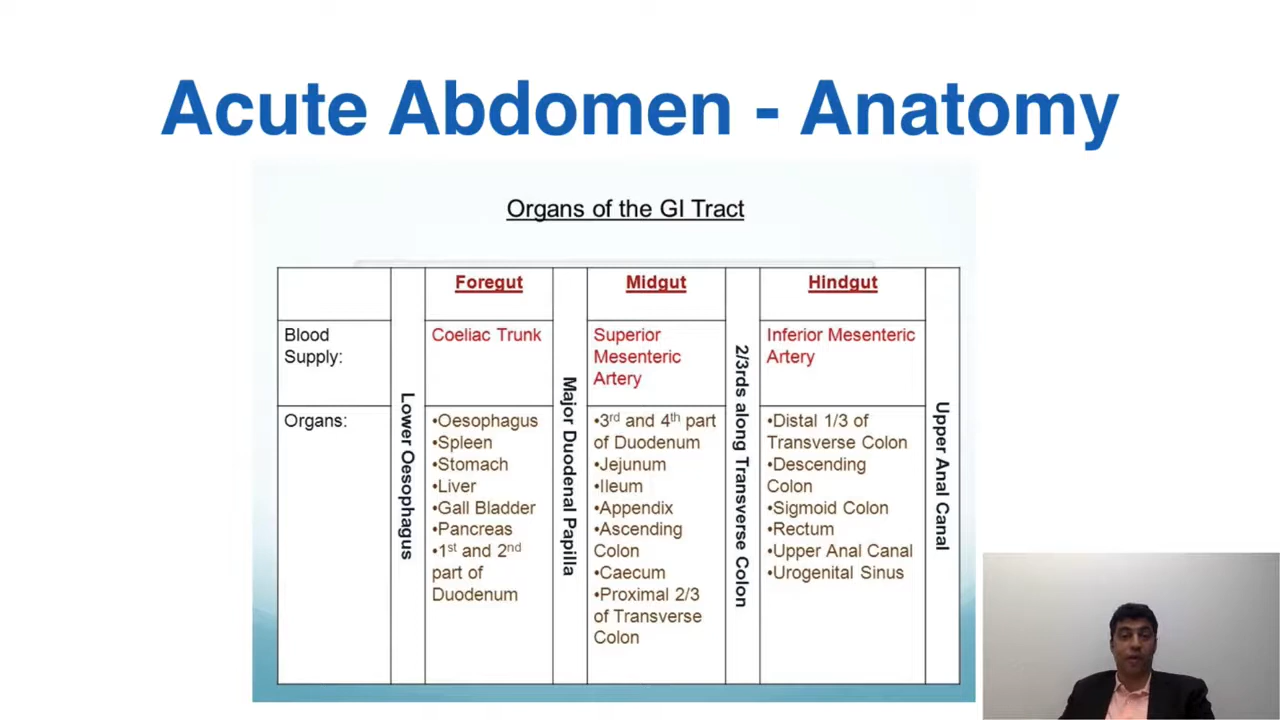 Acute Abdomen - Anatomy
Organs of the GI Tract
Foregut
Midgut
Hindgut
Blood
Supply:
Coeliac Trunk
Superior
Mesenteric
Artery
Inferior Mesenteric
Artery
Organs:
Lower Oesophagus
•Oesophagus
•Spleen
•Stomach
•Liver
•Gall Bladder
•Pancreas
•1st and 2nd
part of
Duodenum
Major Duodenal Papilla
•3rd and 4th part
of Duodenum
•Jejunum
•Ileum
•Appendix
•Ascending
Colon
•Caecum
•Proximal 2/3
of Transverse
Colon
2/3rds along Transverse Colon
•Distal 1/3 of
Transverse Colon
•Descending
Colon
•Sigmoid Colon
•Rectum
•Upper Anal Canal
•Urogenital Sinus
Upper Anal Canal